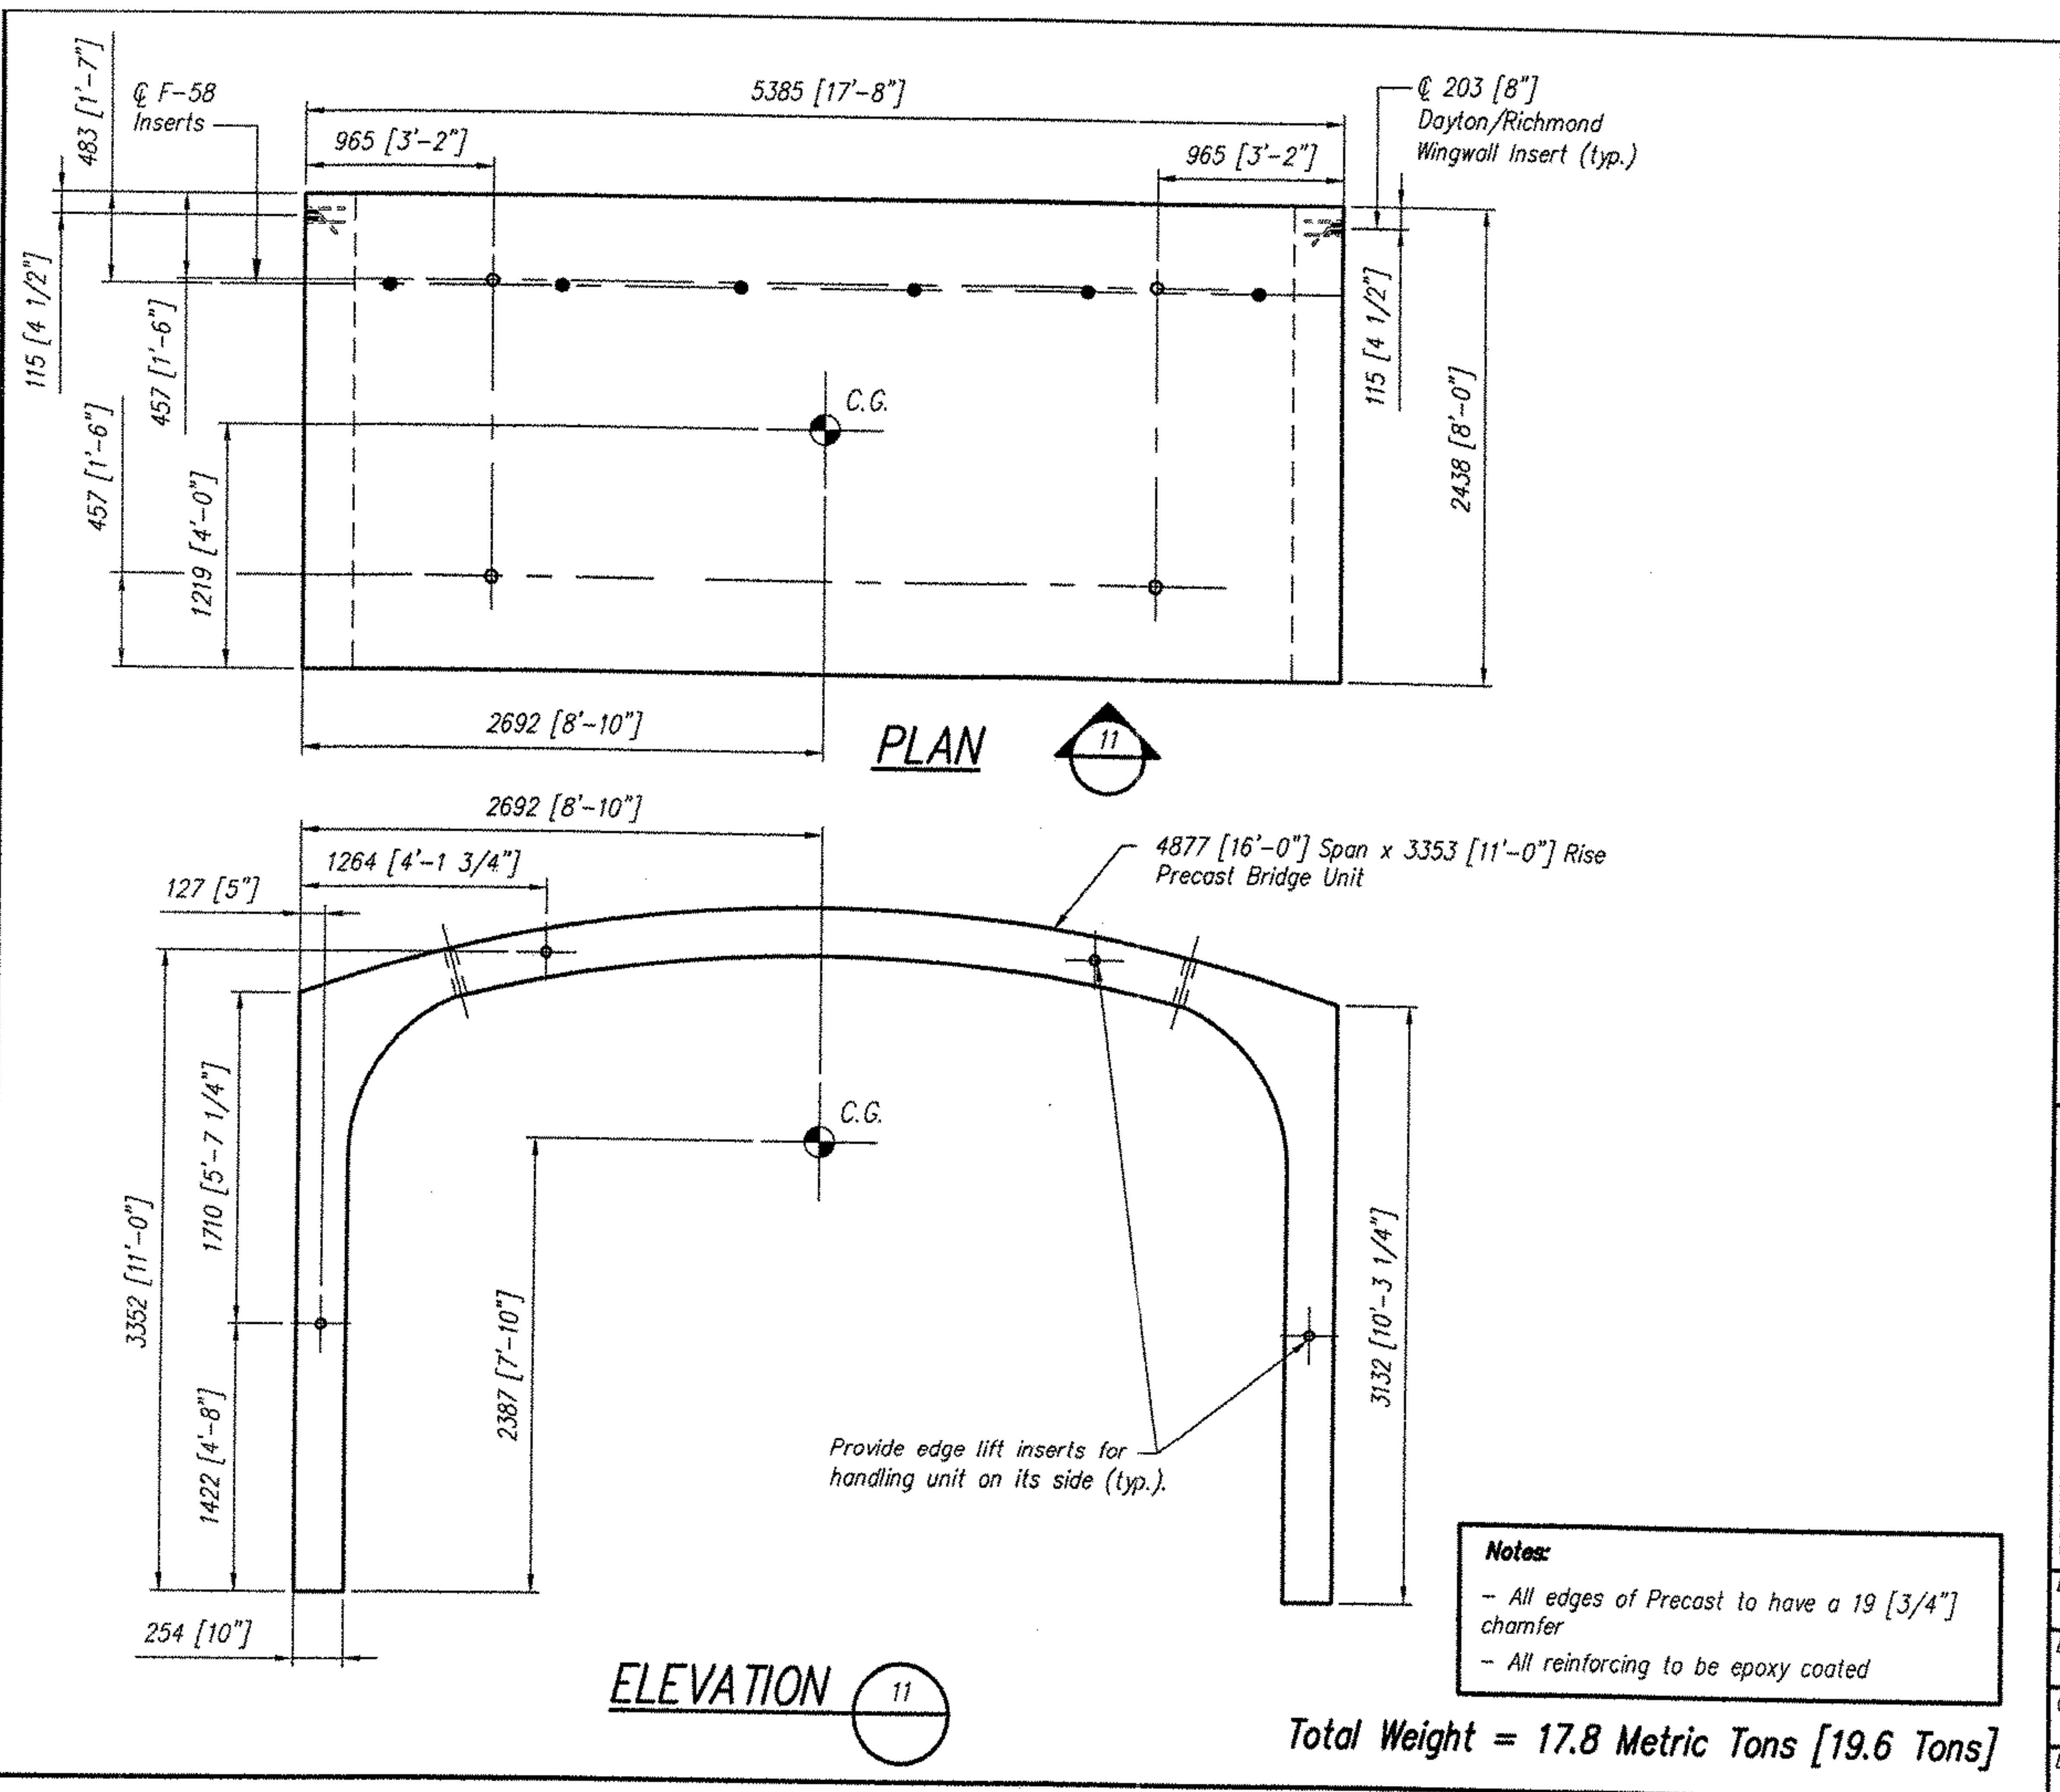 483 [1'-7"]
℄ F-58
Inserts
5385 [17'-8"]
℄ 203 [8"]
Dayton/Richmond
Wingwall Insert (typ.)
965 [3'-2"]
965 [3'-2"]
115 [4 1/2"]
457 [1'-6"]
115 [4 1/2"]
2438 [8'-0"]
C.G.
457 [1'-6"]
1219 [4'-0"]
2692 [8'-10"]
PLAN
11
2692 [8'-10"]
1264 [4'-1 3/4"]
127 [5"]
4877 [16'-0"] Span x 3353 [11'-0"] Rise
Precast Bridge Unit
C.G.
1710 [5'-7 1/4"]
3352 [11'-0"]
2387 [7'-10"]
3132 [10'-3 1/4"]
1422 [4'-8"]
Provide edge lift inserts for
handling unit on its side (typ.).
254 [10"]
ELEVATION
11
Notes:
- All edges of Precast to have a 19 [3/4"]
chamfer
- All reinforcing to be epoxy coated
Total Weight = 17.8 Metric Tons [19.6 Tons]